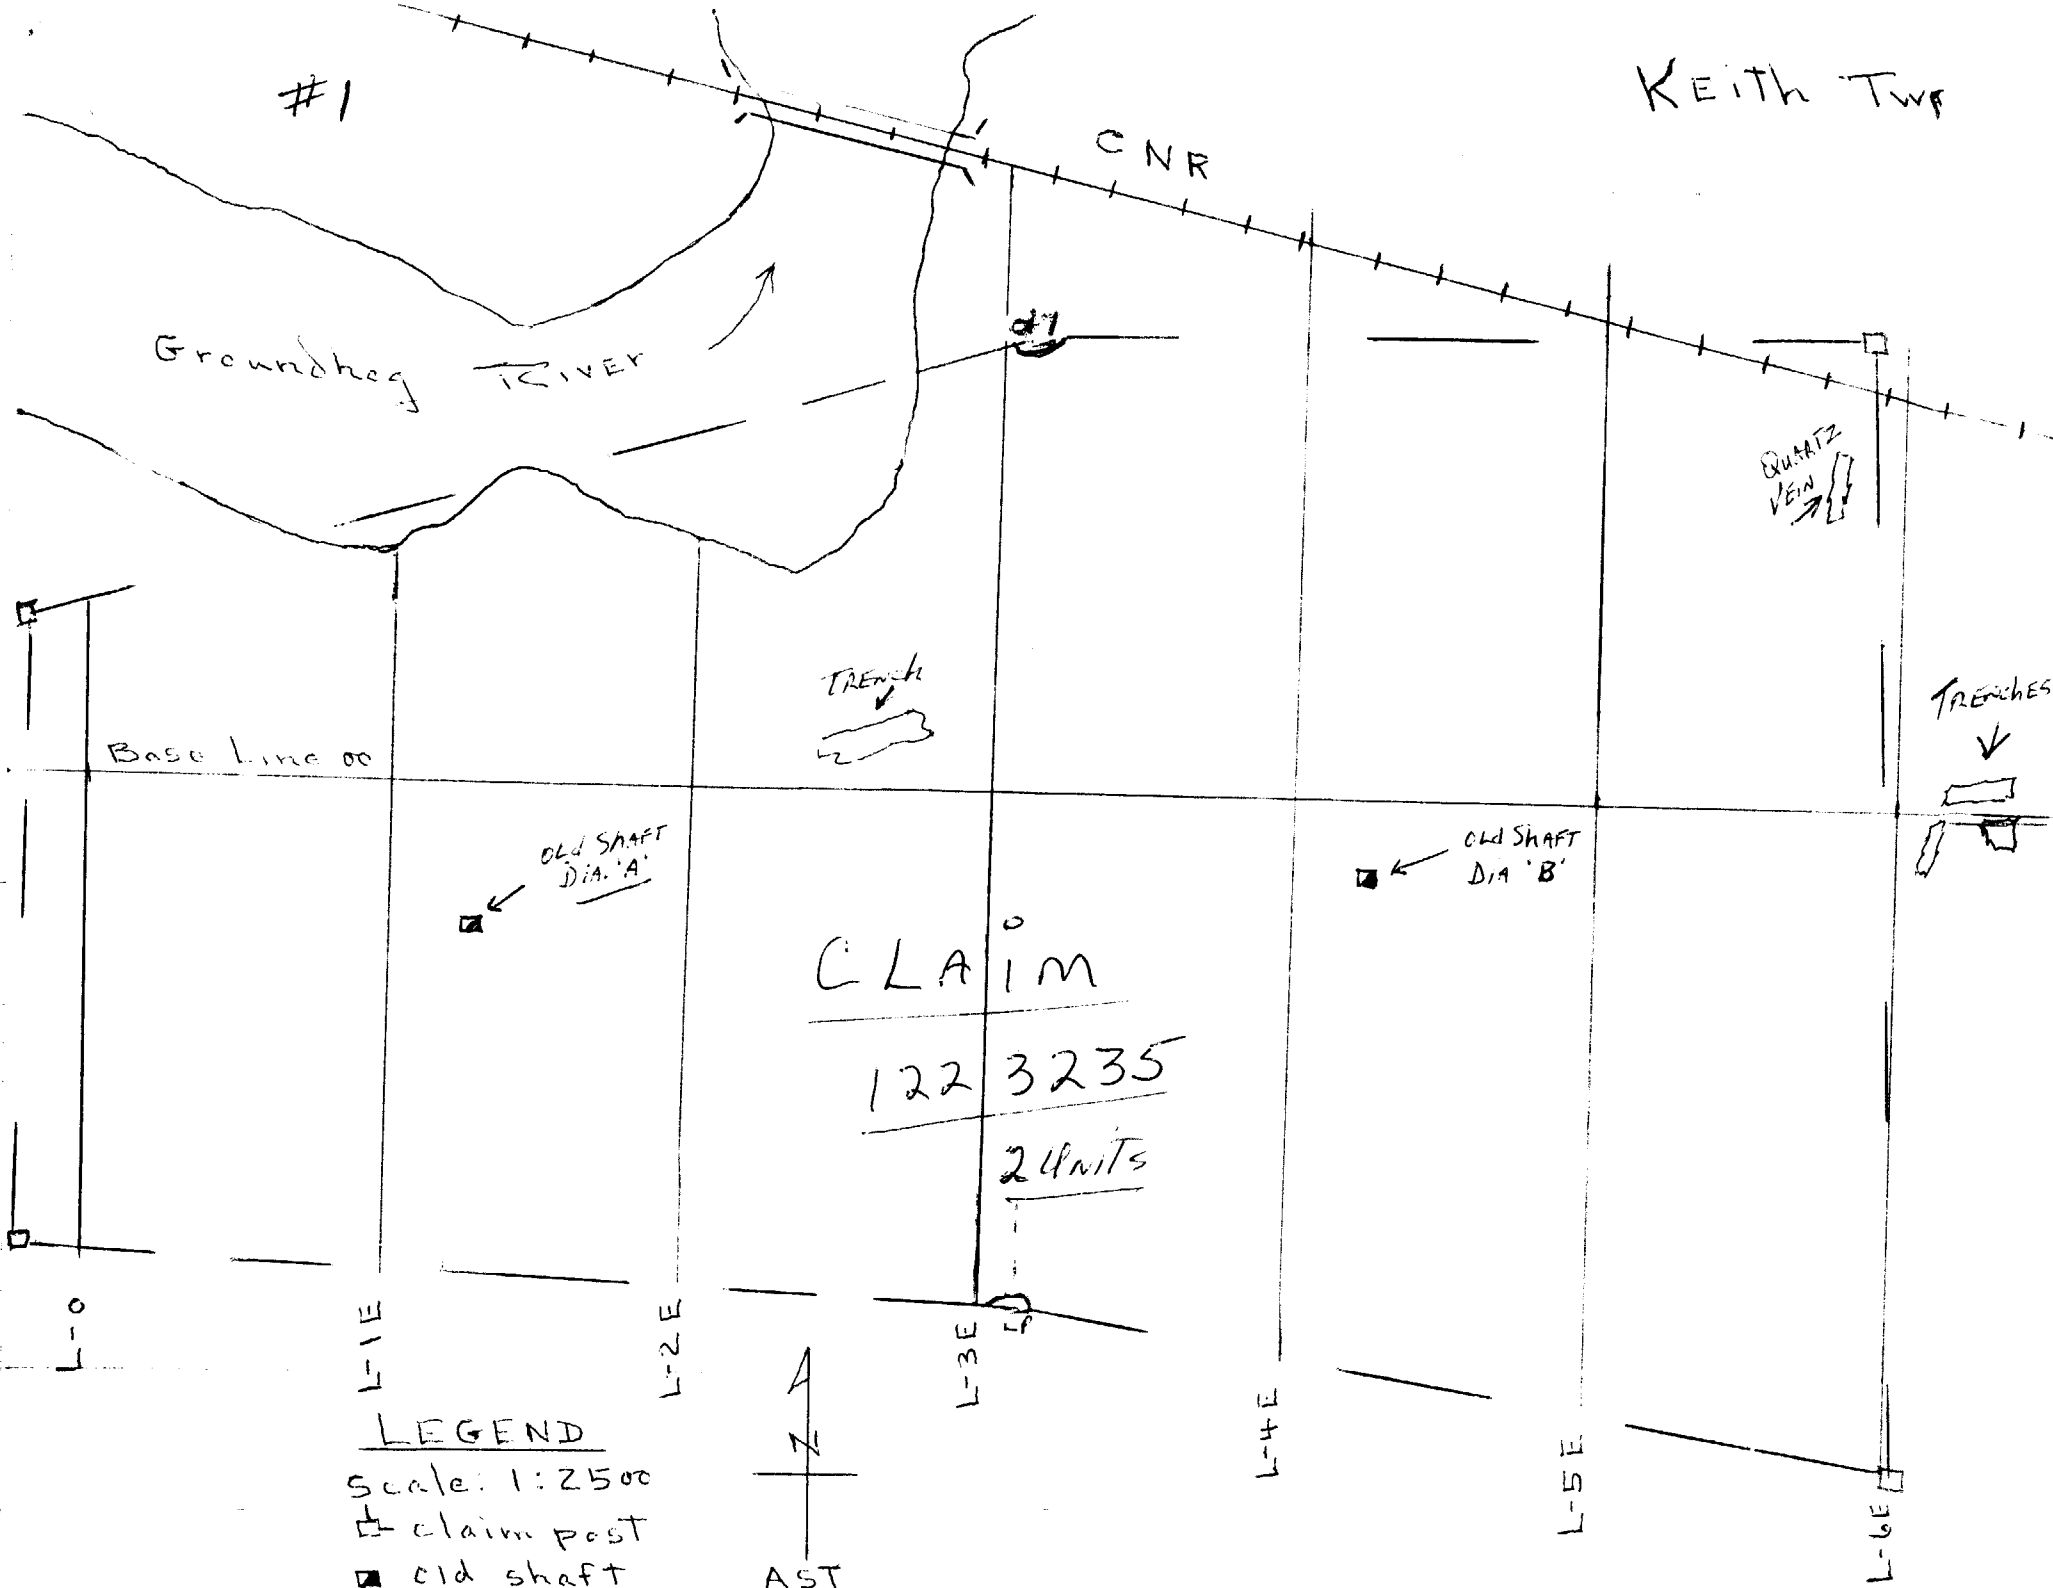 #1
Keith Twp
CNR
Groundhog River
QUARTZ
VEIN
TRENCH
TRENCHES
Base Line 00
OLd ShAFT
DiA. 'A'
OLd ShAFT
DiA 'B'
CLAiM
1223235
2 UniTs
L-0
L-1E
L-2E
L-3E
L-4E
L-5E
L-6E
LEGEND
Scale: 1:2500
claim post
old shaft
N
AST